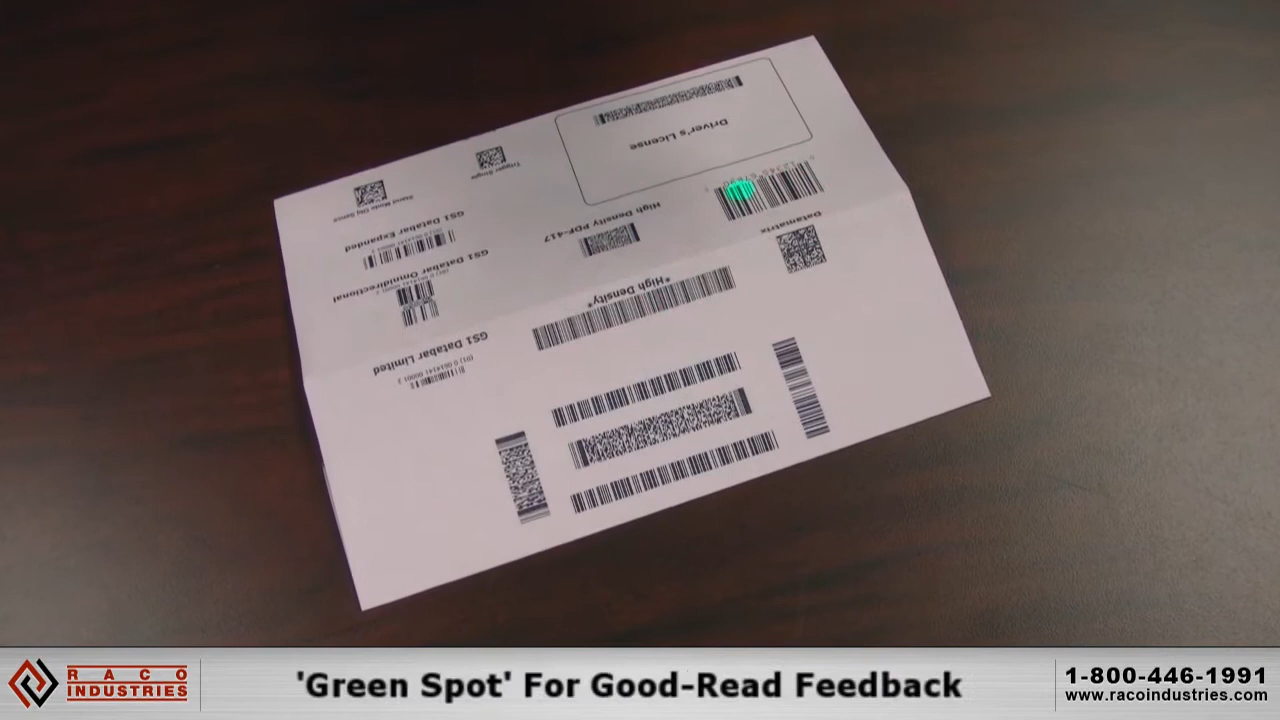 Driver's License
Trigger Single
GS1 Databar Expanded
High Density PDF-417
Datamatrix
GS1 Databar Omnidirectional
*High Density*
GS1 Databar Limited
RACO
INDUSTRIES
'Green Spot' For Good-Read Feedback
1-800-446-1991
www.racoindustries.com